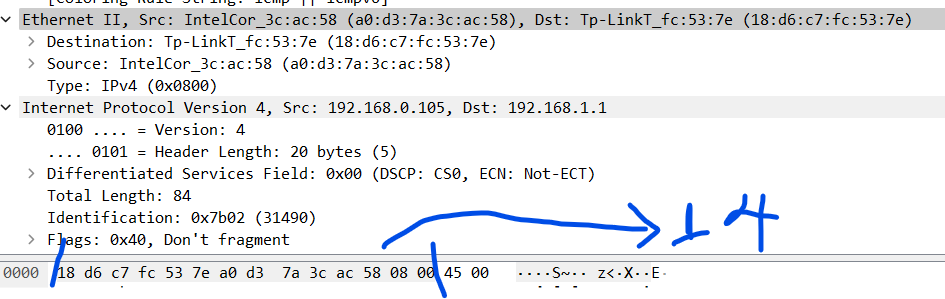 Ethernet II, Src: IntelCor_3c:ac:58 (a0:d3:7a:3c:ac:58), Dst: Tp-LinkT_fc:53:7e (18:d6:c7:fc:53:7e)
Destination: Tp-LinkT_fc:53:7e (18:d6:c7:fc:53:7e)
Source: IntelCor_3c:ac:58 (a0:d3:7a:3c:ac:58)
Type: IPv4 (0x0800)
Internet Protocol Version 4, Src: 192.168.0.105, Dst: 192.168.1.1
0100 .... = Version: 4
.... 0101 = Header Length: 20 bytes (5)
Differentiated Services Field: 0x00 (DSCP: CS0, ECN: Not-ECT)
Total Length: 84
Identification: 0x7b02 (31490)
14
Flags: 0x40, Don't fragment
0000 18 d6 c7 fc 53 7e a0 d3 7a 3c ac 58 08 00 45 00 ····S~·· z<·X··E·